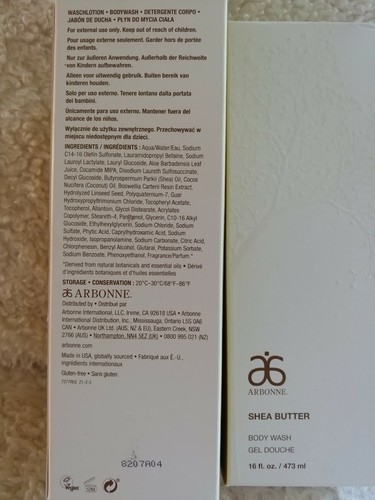 WASCHLOTION • BODYWASH • DETERGENTE CORPO •
JABÓN DE DUCHA • PŁYN DO MYCIA CIAŁA
For external use only. Keep out of reach of children.
Pour usage externe seulement. Garder hors de portée
des enfants.
Nur zur äußeren Anwendung. Außerhalb der Reichweite
von Kindern aufbewahren.
Alleen voor uitwendig gebruik. Buiten bereik van
kinderen houden.
Solo per uso esterno. Tenere lontano dalla portata
dei bambini.
Únicamente para uso externo. Mantener fuera del
alcance de los niños.
Wyłącznie do użytku zewnętrznego. Przechowywać w
miejscu niedostępnym dla dzieci.
INGREDIENTS / INGRÉDIENTS : Aqua/Water/Eau, Sodium
C14-16 Olefin Sulfonate, Lauramidopropyl Betaine, Sodium
Lauroyl Lactylate, Lauryl Glucoside, Aloe Barbadensis Leaf
Juice, Cocamide MIPA, Disodium Laureth Sulfosuccinate,
Decyl Glucoside, Butyrospermum Parkii (Shea) Oil, Cocos
Nucifera (Coconut) Oil, Boswellia Carterii Resin Extract,
Hydrolyzed Linseed Seed, Polyquaternium-7, Guar
Hydroxypropyltrimonium Chloride, Tocopheryl Acetate,
Tocopherol, Allantoin, Glycol Distearate, Acrylates
Copolymer, Steareth-4, Panthenol, Glycerin, C10-16 Alkyl
Glucoside, Ethylhexylglycerin, Sodium Chloride, Sodium
Sulfate, Phytic Acid, Caprylhydroxamic Acid, Sodium
Hydroxide, Isopropanolamine, Sodium Carbonate, Citric Acid,
Chlorphenesin, Benzyl Alcohol, Glutaral, Potassium Sorbate,
Sodium Benzoate, Phenoxyethanol, Fragrance/Parfum.*
*Derived from natural botanicals and essential oils • Dérivé
d'ingrédients botaniques et d'huiles essentielles
STORAGE • CONSERVATION : 20°C–30°C/68°F–86°F
ARBONNE.
Distributed by • Distribué par
Arbonne International, LLC, Irvine, CA 92618 USA • Arbonne
International Distribution, Inc., Mississauga, Ontario L5S 0A6
CAN • Arbonne UK Ltd. (AUS, NZ & EU), Eastern Creek, NSW
2766 (AUS) • Northampton, NN4 5EZ (UK) • 0800 995 021 (NZ)
arbonne.com
Made in USA, globally sourced • Fabriqué aux É.-U.,
ingrédients internationaux
Gluten-free • Sans gluten
8207A04
Vegan
12M
ARBONNE.
SHEA BUTTER
BODY WASH
GEL DOUCHE
16 fl. oz. / 473 ml